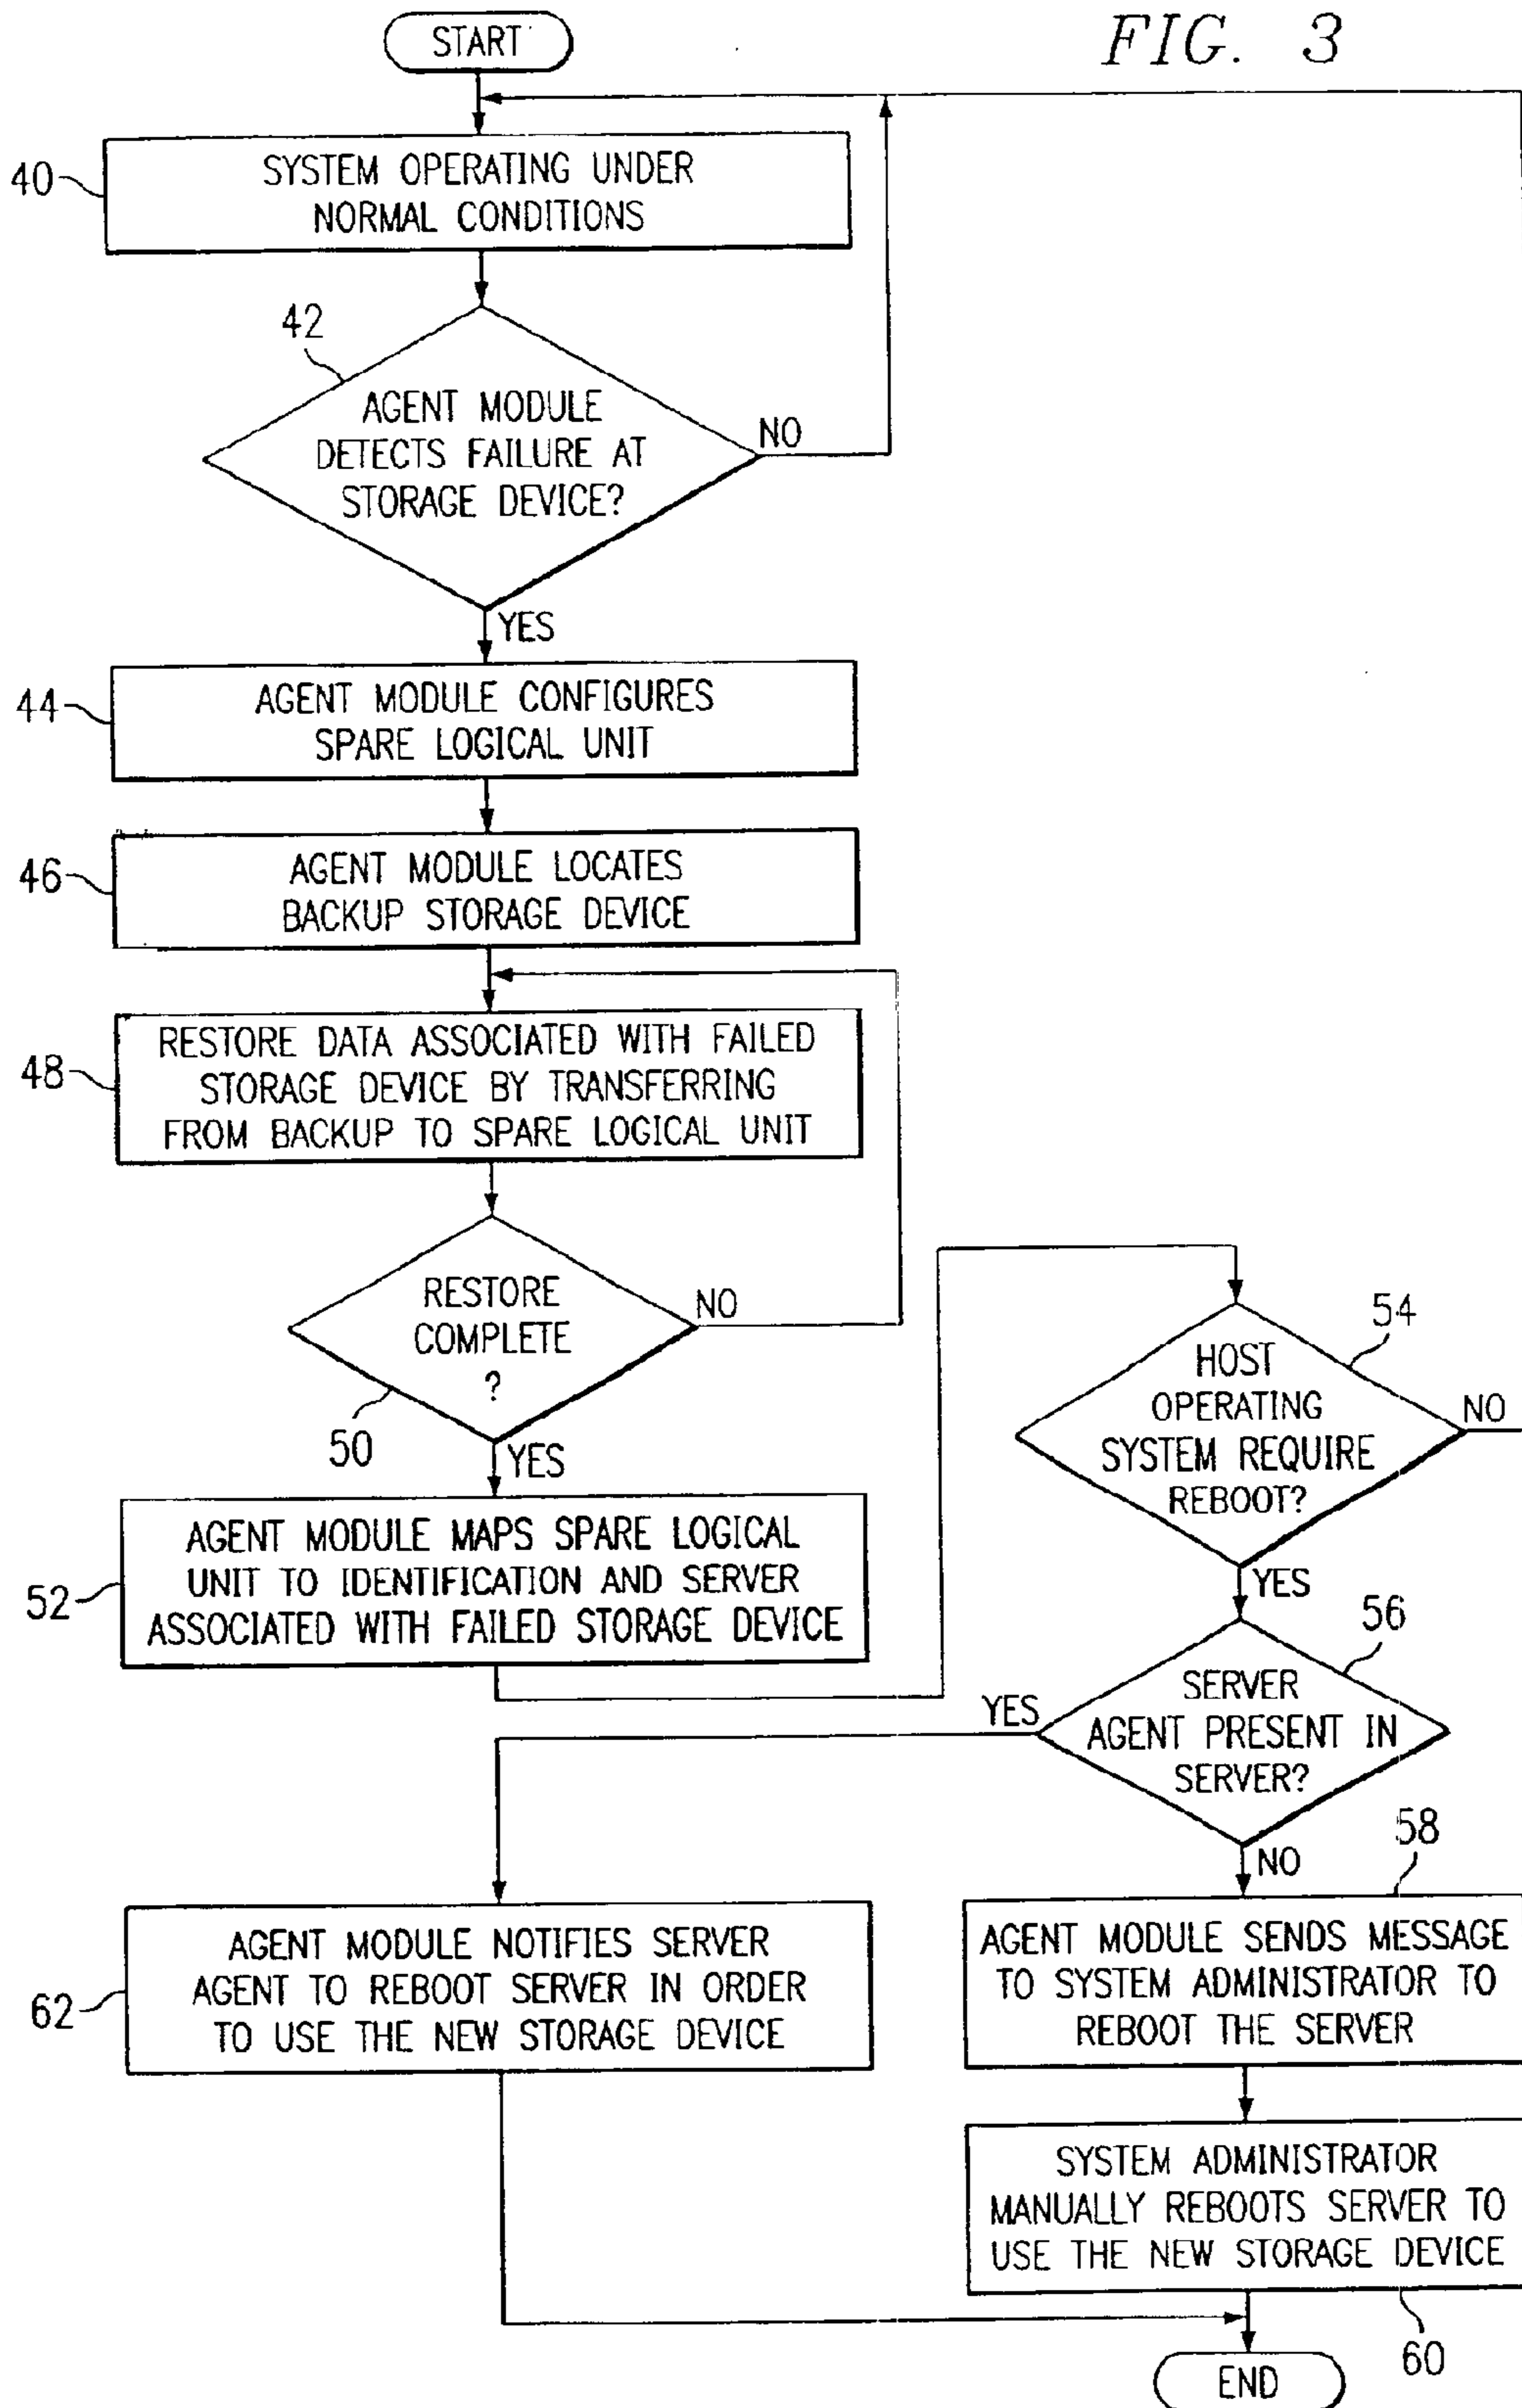 FIG. 3
START
40
SYSTEM OPERATING UNDER
NORMAL CONDITIONS
42
AGENT MODULE
DETECTS FAILURE AT
STORAGE DEVICE?
NO
YES
44
AGENT MODULE CONFIGURES
SPARE LOGICAL UNIT
46
AGENT MODULE LOCATES
BACKUP STORAGE DEVICE
48
RESTORE DATA ASSOCIATED WITH FAILED
STORAGE DEVICE BY TRANSFERRING
FROM BACKUP TO SPARE LOGICAL UNIT
RESTORE
COMPLETE
?
NO
50
YES
52
AGENT MODULE MAPS SPARE LOGICAL
UNIT TO IDENTIFICATION AND SERVER
ASSOCIATED WITH FAILED STORAGE DEVICE
54
HOST
OPERATING
SYSTEM REQUIRE
REBOOT?
NO
YES
56
SERVER
AGENT PRESENT IN
SERVER?
YES
NO
58
AGENT MODULE SENDS MESSAGE
TO SYSTEM ADMINISTRATOR TO
REBOOT THE SERVER
62
AGENT MODULE NOTIFIES SERVER
AGENT TO REBOOT SERVER IN ORDER
TO USE THE NEW STORAGE DEVICE
SYSTEM ADMINISTRATOR
MANUALLY REBOOTS SERVER TO
USE THE NEW STORAGE DEVICE
60
END